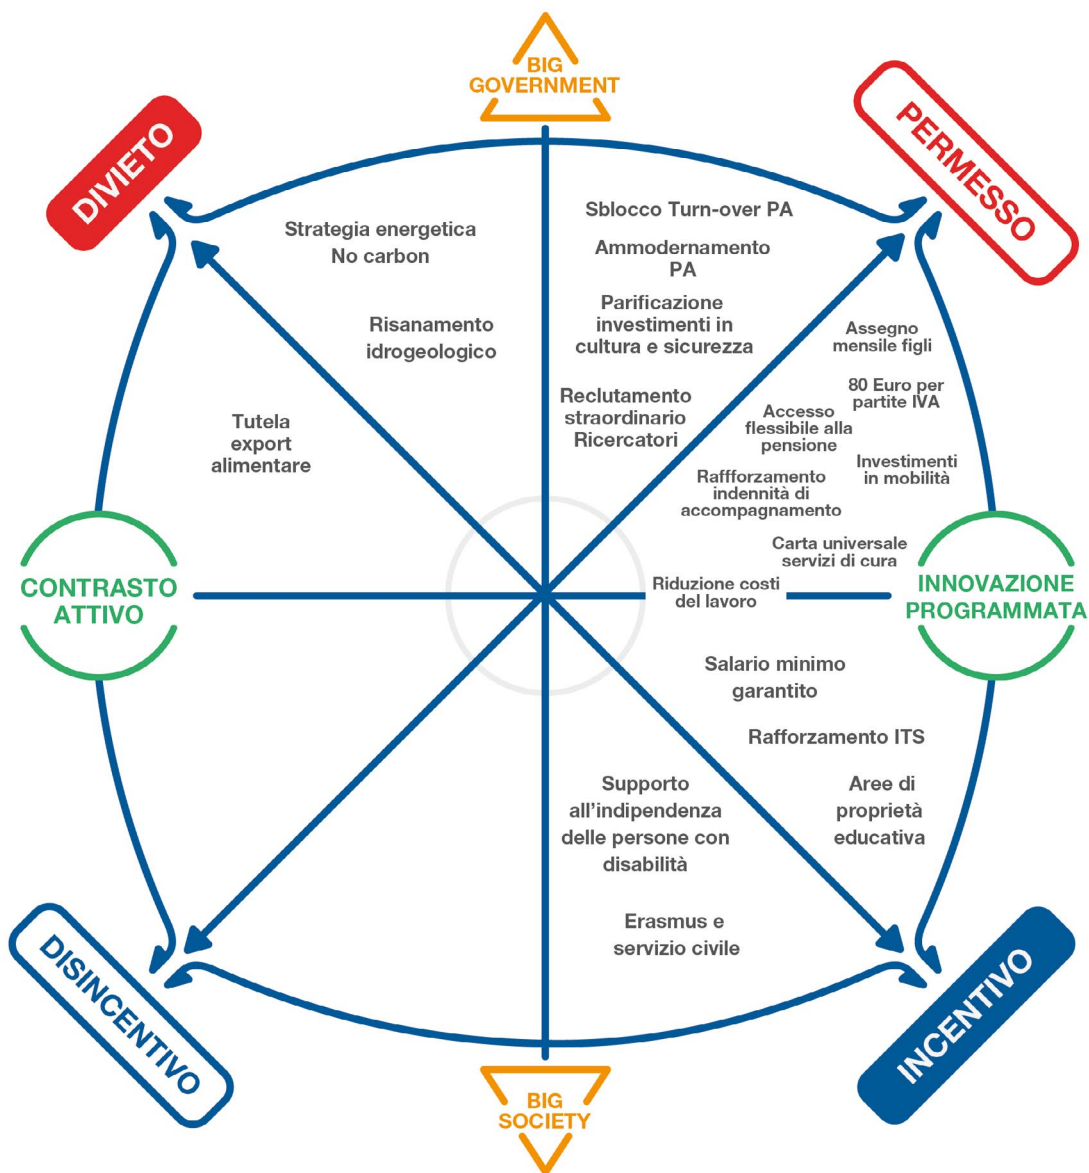 BIG
GOVERNMENT
DIVIETO
PERMESSO
Strategia energetica
No carbon
Risanamento
idrogeologico
Tutela
export
alimentare
Sblocco Turn-over PA
Ammodernamento
PA
Parificazione
investimenti in
cultura e sicurezza
Reclutamento
straordinario
Ricercatori
Assegno
mensile figli
80 Euro per
partite IVA
Accesso
flessibile alla
pensione
Investimenti
in mobilità
Raffforzamento
indennità di
accompagnamento
Carta universale
servizi di cura
Riduzione costi
del lavoro
CONTRASTO
ATTIVO
INNOVAZIONE
PROGRAMMATA
Salario minimo
garantito
Rafforzamento ITS
Aree di
proprietà
educativa
Supporto
all’indipendenza
delle persone con
disabilità
Erasmus e
servizio civile
DISINCENTIVO
INCENTIVO
BIG
SOCIETY